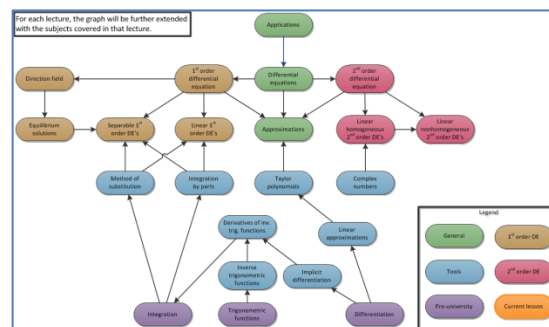 For each lecture, the graph will be further extended
with the subjects covered in that lecture.
Applications
Direction field
1st order
differential
equation
Differential
equations
2nd order
differential
equation
Equilibrium
solutions
Separable 1st
order DE's
Linear 1st
order DE's
Approximations
Linear
homogeneous
2nd order DE's
Linear
nonhomogeneous
2nd order DE's
Method of
substitution
Integration
by parts
Taylor
polynomials
Complex
numbers
Derivatives of inv.
trig. functions
Linear
approximations
Inverse
trigonometric
functions
Implicit
differentiation
Integration
Trigonometric
functions
Differentiation
Legend
General
1st order DE
Tools
2nd order DE
Pre-university
Current lesson